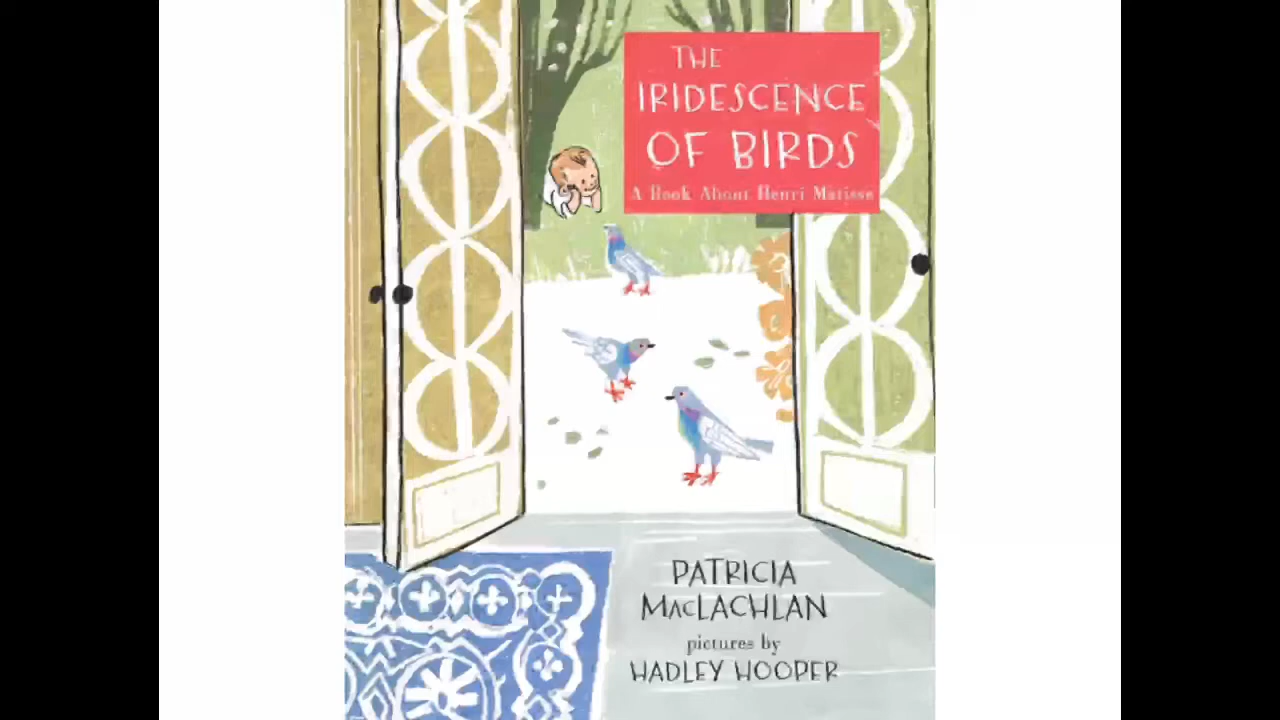 THE
IRIDESCENCE
OF BIRDS
A Book About Henri Matisse
PATRICIA
MACLACHLAN
pictures by
HADLEY HOOPER